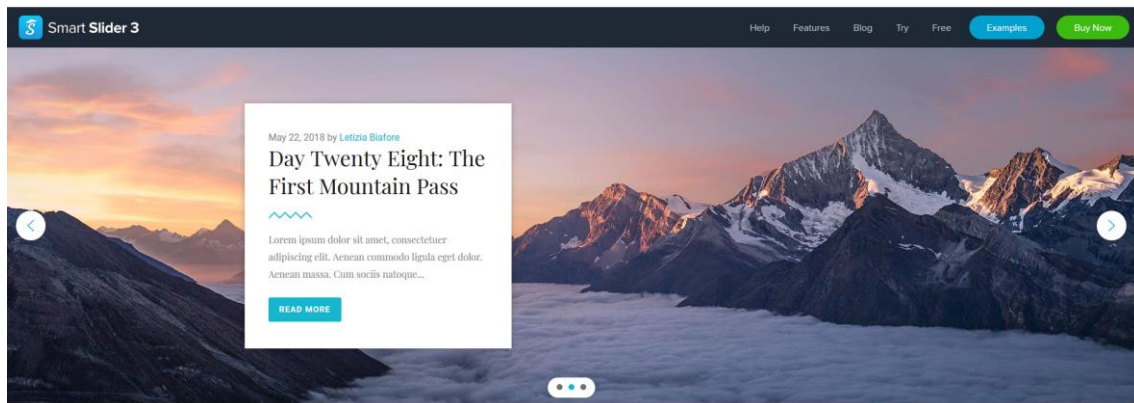 Smart Slider 3
Help Features Blog Try Free Examples Buy Now
May 22, 2018 by Letizia Biafore
Day Twenty Eight: The
First Mountain Pass
Lorem ipsum dolor sit amet, consectetuer
adipiscing elit. Aenean commodo ligula eget dolor.
Aenean massa. Cum sociis natoque...
READ MORE